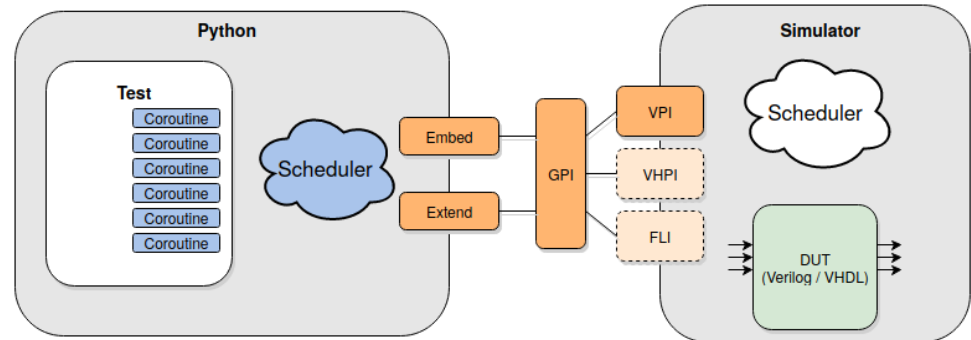 Python
Simulator
Test
Coroutine
Coroutine
Coroutine
Coroutine
Coroutine
Coroutine
Scheduler
Embed
Extend
GPI
VPI
VHPI
FLI
Scheduler
DUT
(Verilog / VHDL)